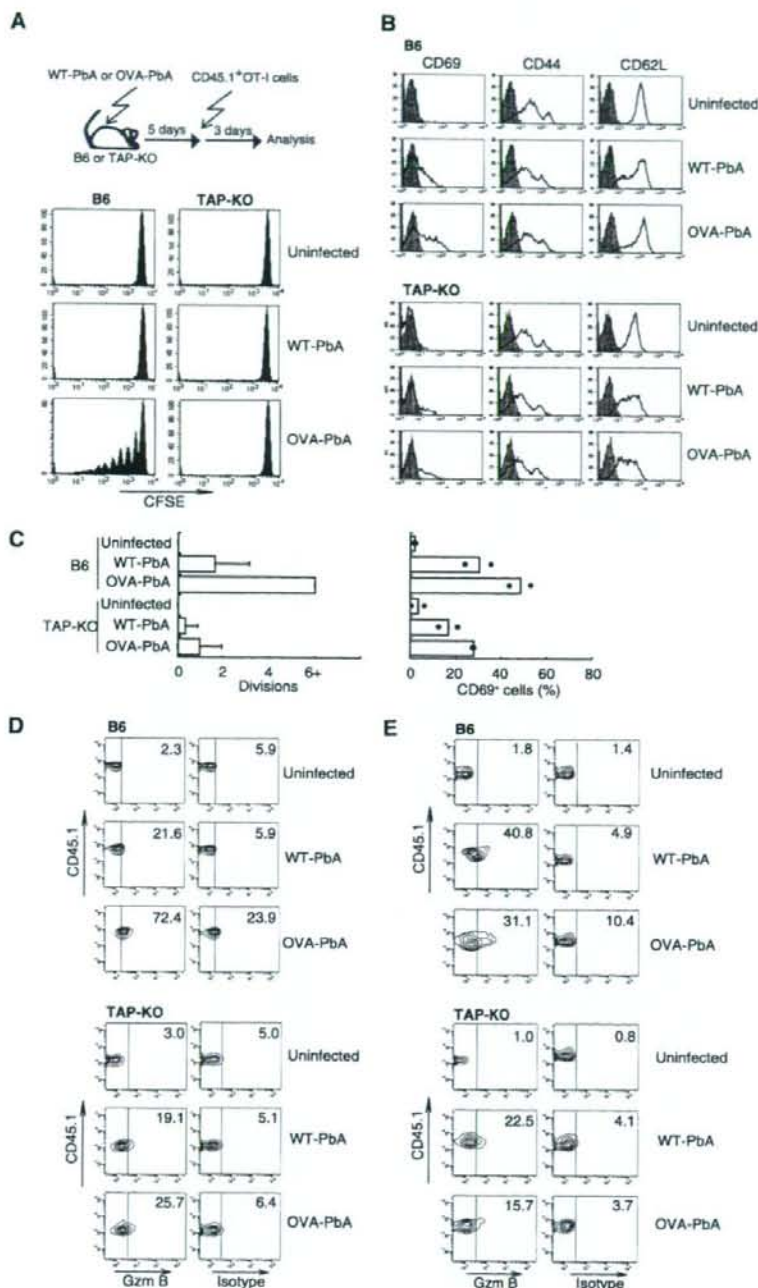 A
WT-PbA or OVA-PbA
CD45.1+OT-I cells
5 days
3 days
Analysis
B6 or TAP-KO
B6
TAP-KO
Uninfected
WT-PbA
OVA-PbA
CFSE
B
B6
CD69
CD44
CD62L
Uninfected
WT-PbA
OVA-PbA
TAP-KO
Uninfected
WT-PbA
OVA-PbA
C
B6
Uninfected
WT-PbA
OVA-PbA
TAP-KO
Uninfected
WT-PbA
OVA-PbA
0
2
4
6+
Divisions
0
20
40
60
80
CD69+ cells (%)
D
B6
2.3
5.9
Uninfected
21.6
5.9
WT-PbA
72.4
23.9
OVA-PbA
CD45.1
TAP-KO
3.0
5.0
Uninfected
19.1
5.1
WT-PbA
25.7
6.4
OVA-PbA
CD45.1
Gzm B
Isotype
E
B6
1.8
1.4
Uninfected
40.8
4.9
WT-PbA
31.1
10.4
OVA-PbA
CD45.1
TAP-KO
1.0
0.8
Uninfected
22.5
4.1
WT-PbA
15.7
3.7
OVA-PbA
CD45.1
Gzm B
Isotype